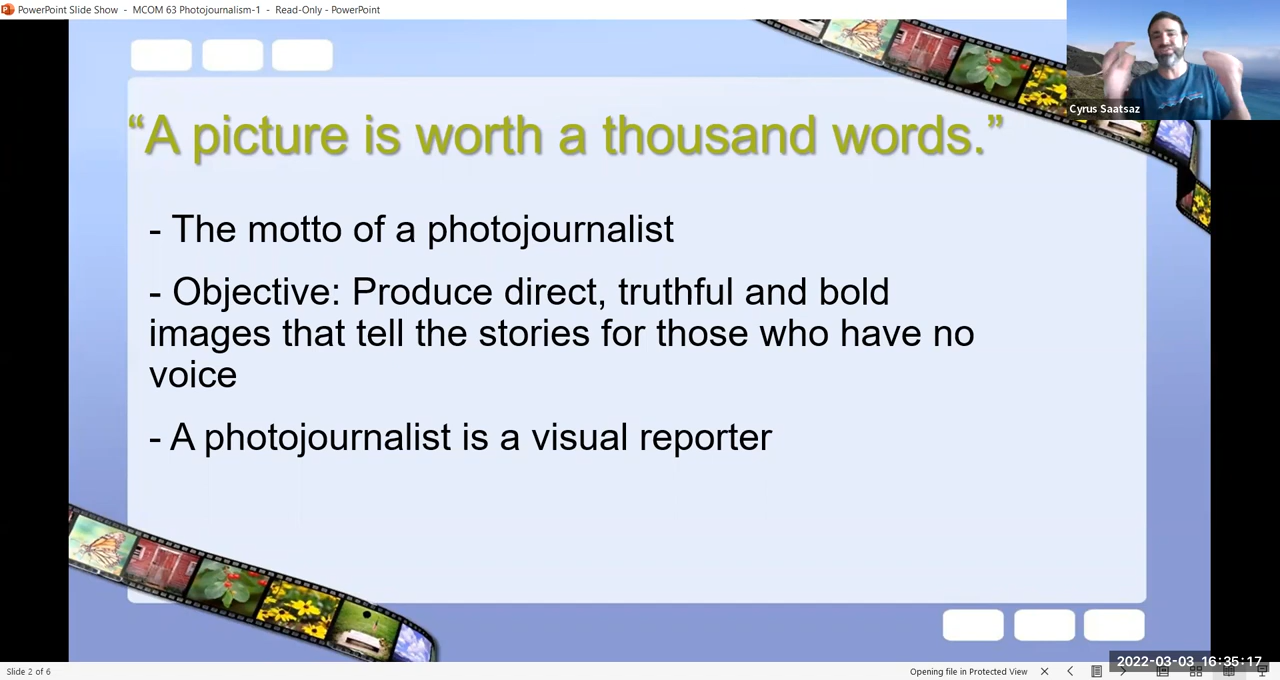 PowerPoint Slide Show - MCOM 63 Photojournalism-1 - Read-Only - PowerPoint
Cyrus Saatsaz
“A picture is worth a thousand words.”
- The motto of a photojournalist
- Objective: Produce direct, truthful and bold
images that tell the stories for those who have no
voice
- A photojournalist is a visual reporter
Slide 2 of 6
Opening file in Protected View
2022-03-03 16:35:17